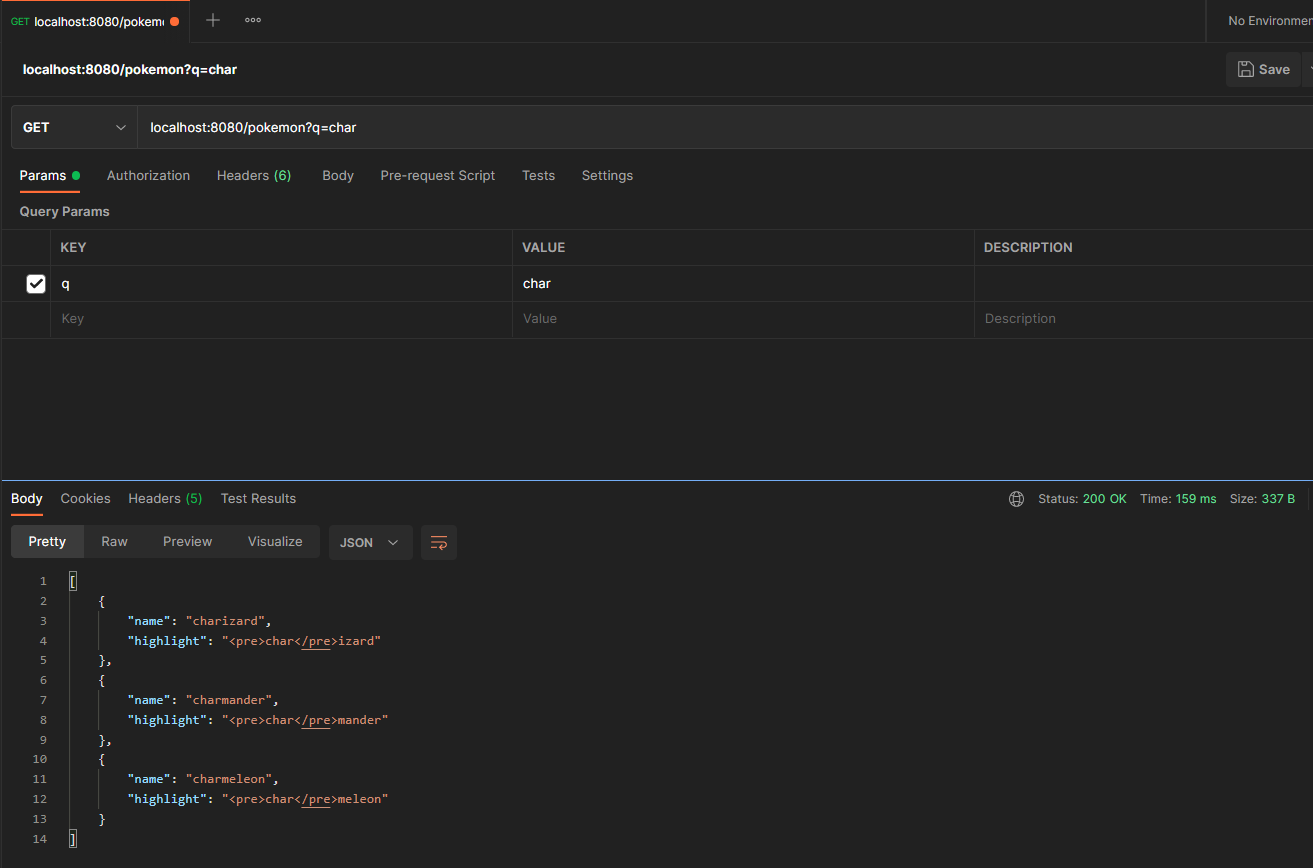 GET localhost:8080/pokem
No Environmen
localhost:8080/pokemon?q=char
Save
GET localhost:8080/pokemon?q=char
Params Authorization Headers (6) Body Pre-request Script Tests Settings
Query Params
KEY VALUE DESCRIPTION
q char
Key Value Description
Body Cookies Headers (5) Test Results Status: 200 OK Time: 159 ms Size: 337 B
Pretty Raw Preview Visualize JSON
1 [
2 {
3 "name": "charizard",
4 "highlight": "<pre>char</pre>izard"
5 },
6 {
7 "name": "charmander",
8 "highlight": "<pre>char</pre>mander"
9 },
10 {
11 "name": "charmeleon",
12 "highlight": "<pre>char</pre>meleon"
13 }
14 ]